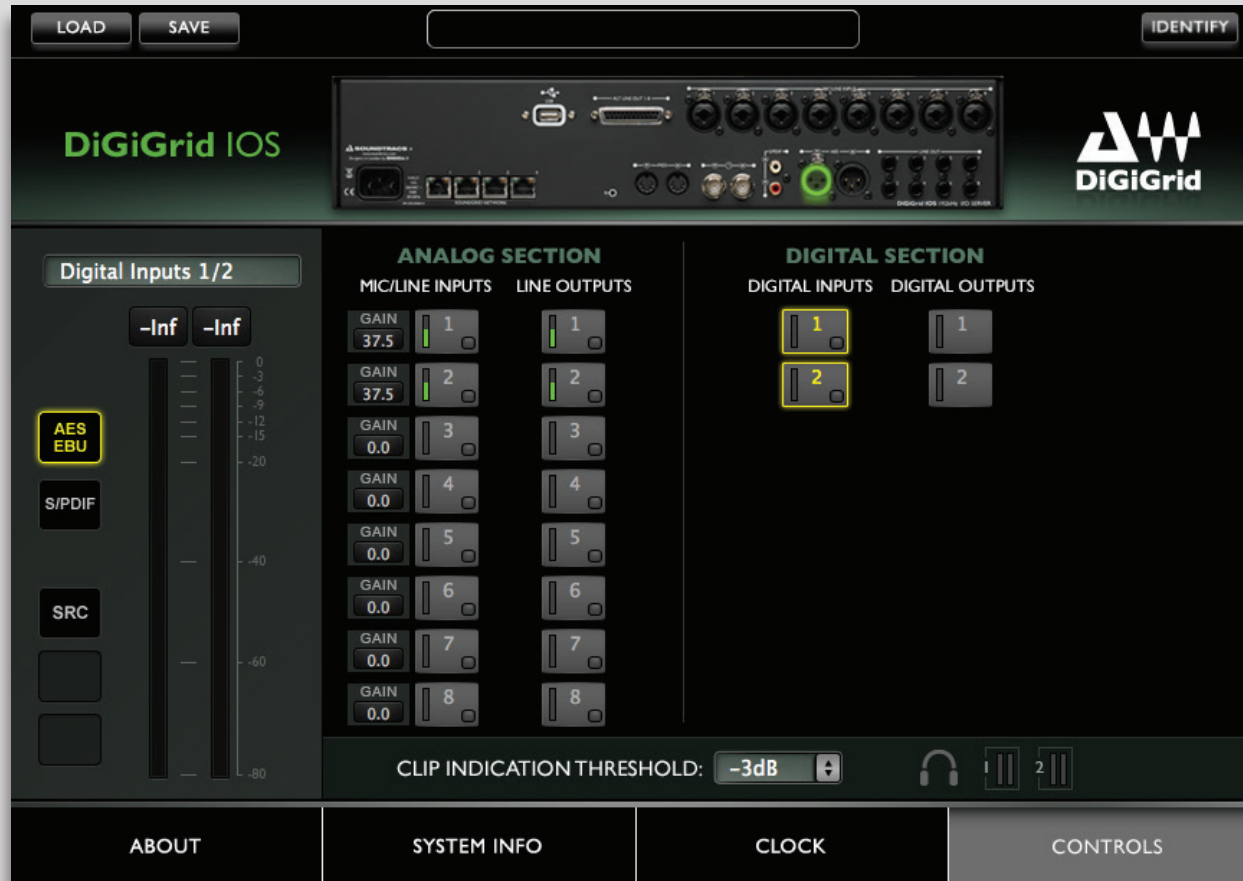 LOAD SAVE IDENTIFY
DiGiGrid IOS
DiGiGrid
Digital Inputs 1/2
-Inf -Inf
0
-3
-6
-9
-12
-15
-20
-40
-60
-80
AES
EBU
S/PDIF
SRC
ANALOG SECTION
MIC/LINE INPUTS LINE OUTPUTS
GAIN
37.5 1 1
GAIN
37.5 2 2
GAIN
0.0 3 3
GAIN
0.0 4 4
GAIN
0.0 5 5
GAIN
0.0 6 6
GAIN
0.0 7 7
GAIN
0.0 8 8
DIGITAL SECTION
DIGITAL INPUTS DIGITAL OUTPUTS
1 1
2 2
CLIP INDICATION THRESHOLD: -3dB 1 2
ABOUT SYSTEM INFO CLOCK CONTROLS